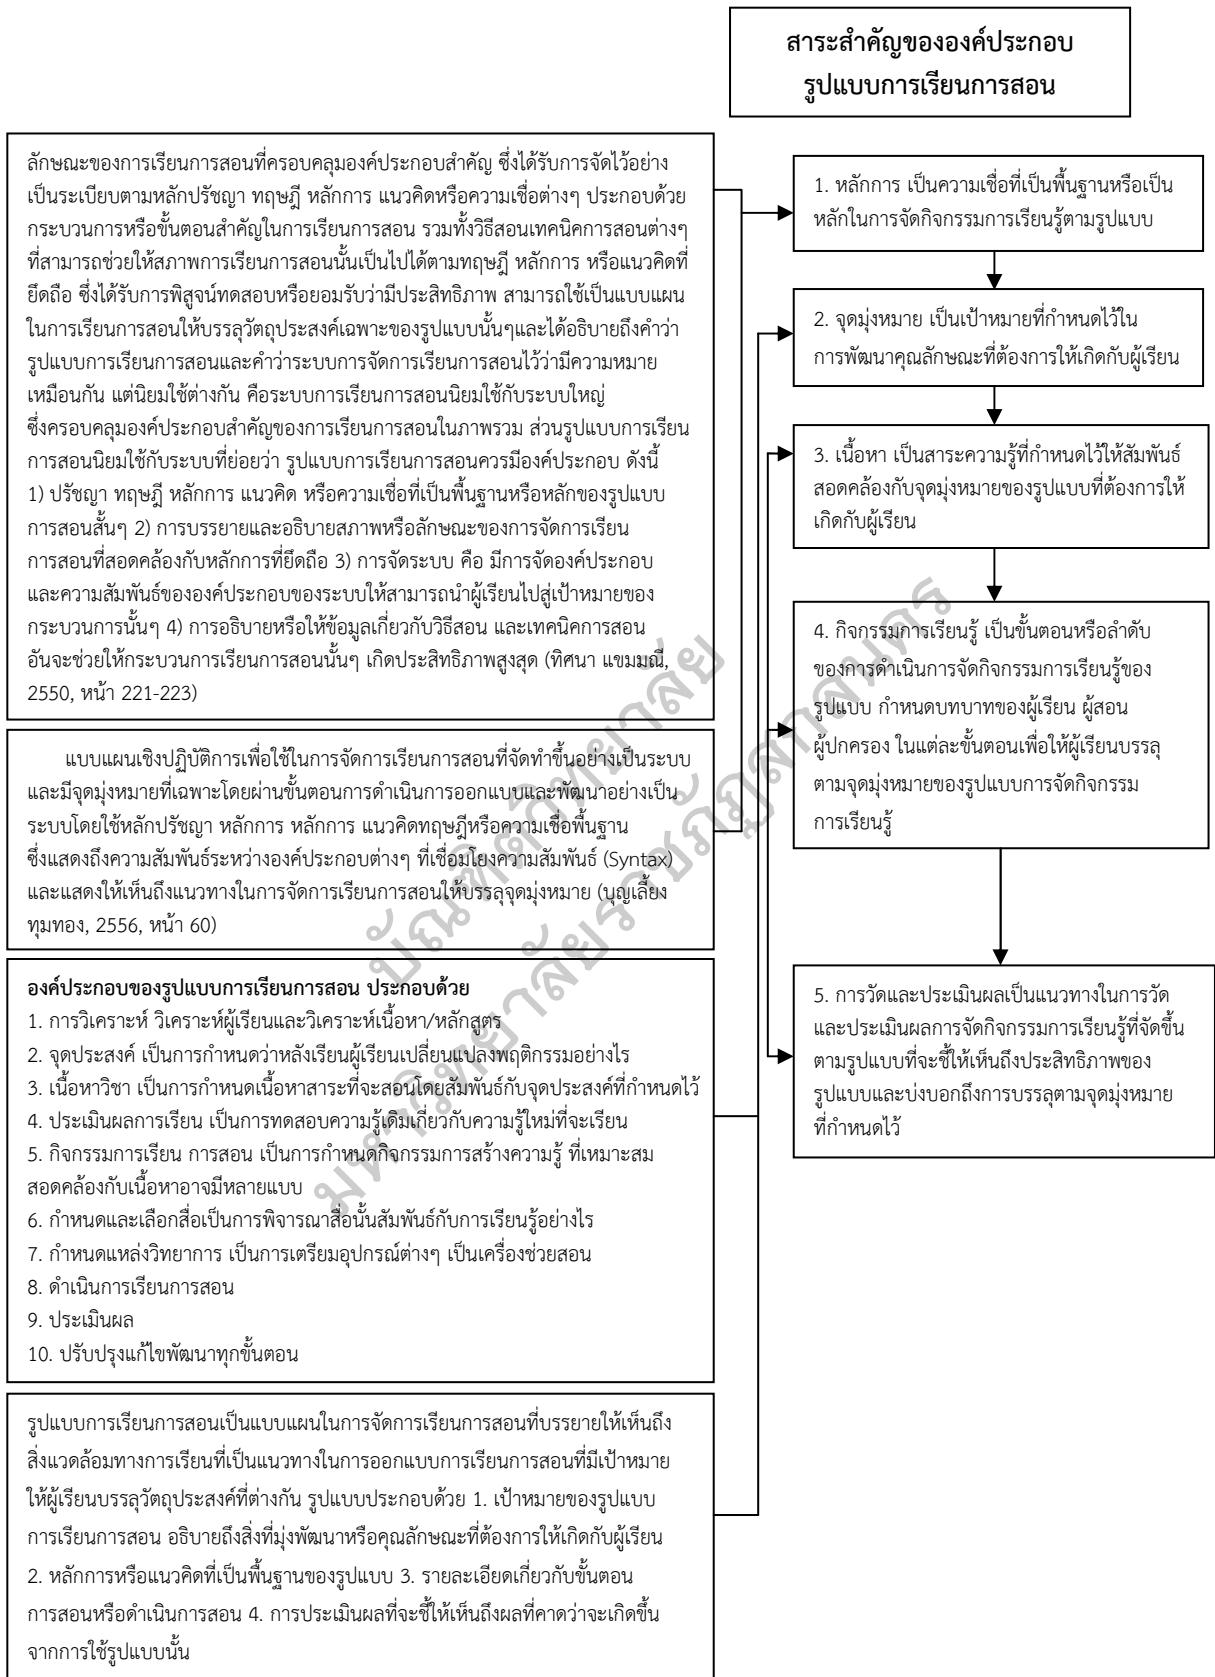 สาระสำคัญขององค์ประกอบ
รูปแบบการเรียนการสอน
ลักษณะของการเรียนการสอนที่ครอบคลุมองค์ประกอบสำคัญ ซึ่งได้รับการจัดไว้อย่าง
เป็นระเบียบตามหลักปรัชญา ทฤษฎี หลักการ แนวคิดหรือความเชื่อต่างๆ ประกอบด้วย
กระบวนการหรือขั้นตอนสำคัญในการเรียนการสอน รวมทั้งวิธีสอนเทคนิคการสอนต่างๆ
ที่สามารถช่วยให้สภาพการเรียนการสอนนั้นเป็นไปได้ตามทฤษฎี หลักการ หรือแนวคิดที่
ยึดถือ ซึ่งได้รับการพิสูจน์ทดสอบหรือยอมรับว่ามีประสิทธิภาพ สามารถใช้เป็นแบบแผน
ในการเรียนการสอนให้บรรลุวัตถุประสงค์เฉพาะของรูปแบบนั้นๆและได้อธิบายถึงคำว่า
รูปแบบการเรียนการสอนและคำว่าระบบการจัดการเรียนการสอนไว้ว่ามีความหมาย
เหมือนกัน แต่นิยมใช้ต่างกัน คือระบบการเรียนการสอนนิยมใช้กับระบบใหญ่
ซึ่งครอบคลุมองค์ประกอบสำคัญของการเรียนการสอนในภาพรวม ส่วนรูปแบบการเรียน
การสอนนิยมใช้กับระบบที่ย่อยว่า รูปแบบการเรียนการสอนควรมีองค์ประกอบ ดังนี้
1) ปรัชญา ทฤษฎี หลักการ แนวคิด หรือความเชื่อที่เป็นพื้นฐานหรือหลักของรูปแบบ
การสอนสั้นๆ 2) การบรรยายและอธิบายสภาพหรือลักษณะของการจัดการเรียน
การสอนที่สอดคล้องกับหลักการที่ยึดถือ 3) การจัดระบบ คือ มีการจัดองค์ประกอบ
และความสัมพันธ์ขององค์ประกอบของระบบให้สามารถนำผู้เรียนไปสู่เป้าหมายของ
กระบวนการนั้นๆ 4) การอธิบายหรือให้ข้อมูลเกี่ยวกับวิธีสอน และเทคนิคการสอน
อันจะช่วยให้กระบวนการเรียนการสอนนั้นๆ เกิดประสิทธิภาพสูงสุด (ทิศนา แขมมณี,
2550, หน้า 221-223)
แบบแผนเชิงปฏิบัติการเพื่อใช้ในการจัดการเรียนการสอนที่จัดทำขึ้นอย่างเป็นระบบ
และมีจุดมุ่งหมายที่เฉพาะโดยผ่านขั้นตอนการดำเนินการออกแบบและพัฒนาอย่างเป็น
ระบบโดยใช้หลักปรัชญา หลักการ หลักการ แนวคิดทฤษฎีหรือความเชื่อพื้นฐาน
ซึ่งแสดงถึงความสัมพันธ์ระหว่างองค์ประกอบต่างๆ ที่เชื่อมโยงความสัมพันธ์ (Syntax)
และแสดงให้เห็นถึงแนวทางในการจัดการเรียนการสอนให้บรรลุจุดมุ่งหมาย (บุญเลี้ยง
ทุมทอง, 2556, หน้า 60)
องค์ประกอบของรูปแบบการเรียนการสอน ประกอบด้วย
1. การวิเคราะห์ วิเคราะห์ผู้เรียนและวิเคราะห์เนื้อหา/หลักสูตร
2. จุดประสงค์ เป็นการกำหนดว่าหลังเรียนผู้เรียนเปลี่ยนแปลงพฤติกรรมอย่างไร
3. เนื้อหาวิชา เป็นการกำหนดเนื้อหาสาระที่จะสอนโดยสัมพันธ์กับจุดประสงค์ที่กำหนดไว้
4. ประเมินผลการเรียน เป็นการทดสอบความรู้เดิมเกี่ยวกับความรู้ใหม่ที่จะเรียน
5. กิจกรรมการเรียน การสอน เป็นการกำหนดกิจกรรมการสร้างความรู้ ที่เหมาะสม
สอดคล้องกับเนื้อหาอาจมีหลายแบบ
6. กำหนดและเลือกสื่อเป็นการพิจารณาสื่อนั้นสัมพันธ์กับการเรียนรู้อย่างไร
7. กำหนดแหล่งวิทยาการ เป็นการเตรียมอุปกรณ์ต่างๆ เป็นเครื่องช่วยสอน
8. ดำเนินการเรียนการสอน
9. ประเมินผล
10. ปรับปรุงแก้ไขพัฒนาทุกขั้นตอน
รูปแบบการเรียนการสอนเป็นแบบแผนในการจัดการเรียนการสอนที่บรรยายให้เห็นถึง
สิ่งแวดล้อมทางการเรียนที่เป็นแนวทางในการออกแบบการเรียนการสอนที่มีเป้าหมาย
ให้ผู้เรียนบรรลุวัตถุประสงค์ที่ต่างกัน รูปแบบประกอบด้วย 1. เป้าหมายของรูปแบบ
การเรียนการสอน อธิบายถึงสิ่งที่มุ่งพัฒนาหรือคุณลักษณะที่ต้องการให้เกิดกับผู้เรียน
2. หลักการหรือแนวคิดที่เป็นพื้นฐานของรูปแบบ 3. รายละเอียดเกี่ยวกับขั้นตอน
การสอนหรือดำเนินการสอน 4. การประเมินผลที่จะชี้ให้เห็นถึงผลที่คาดว่าจะเกิดขึ้น
จากการใช้รูปแบบนั้น
1. หลักการ เป็นความเชื่อที่เป็นพื้นฐานหรือเป็น
หลักในการจัดกิจกรรมการเรียนรู้ตามรูปแบบ
2. จุดมุ่งหมาย เป็นเป้าหมายที่กำหนดไว้ใน
การพัฒนาคุณลักษณะที่ต้องการให้เกิดกับผู้เรียน
3. เนื้อหา เป็นสาระความรู้ที่กำหนดไว้ให้สัมพันธ์
สอดคล้องกับจุดมุ่งหมายของรูปแบบที่ต้องการให้
เกิดกับผู้เรียน
4. กิจกรรมการเรียนรู้ เป็นขั้นตอนหรือลำดับ
ของการดำเนินการจัดกิจกรรมการเรียนรู้ของ
รูปแบบ กำหนดบทบาทของผู้เรียน ผู้สอน
ผู้ปกครอง ในแต่ละขั้นตอนเพื่อให้ผู้เรียนบรรลุ
ตามจุดมุ่งหมายของรูปแบบการจัดกิจกรรม
การเรียนรู้
5. การวัดและประเมินผลเป็นแนวทางในการวัด
และประเมินผลการจัดกิจกรรมการเรียนรู้ที่จัดขึ้น
ตามรูปแบบที่จะชี้ให้เห็นถึงประสิทธิภาพของ
รูปแบบและบ่งบอกถึงการบรรลุตามจุดมุ่งหมาย
ที่กำหนดไว้
บัณฑิตวิทยาลัย
มหาวิทยาลัยราชภัฏสกลนคร